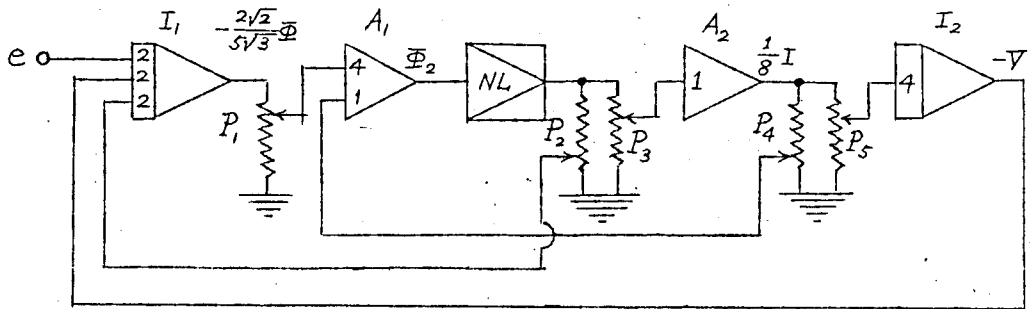 I₁
-2√2/5√3 Φ̅
A₁
Φ̅₂
A₂
1/8 I
I₂
-V̅
e
2
2
2
4
1
NL
1
4
P₁
P₂
P₃
P₄
P₅